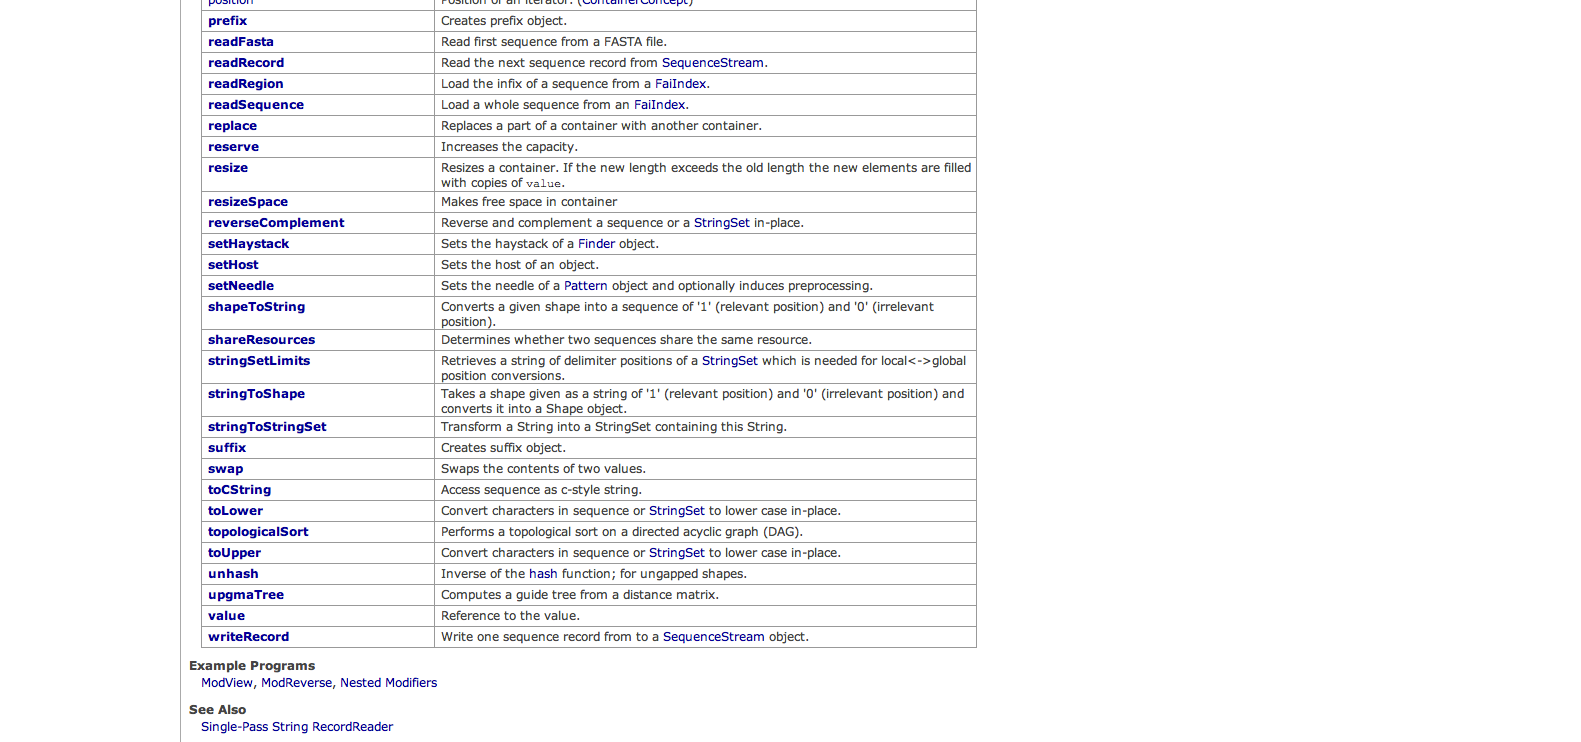 position Position of an iterator. (ContainerConcept)
prefix Creates prefix object.
readFasta Read first sequence from a FASTA file.
readRecord Read the next sequence record from SequenceStream.
readRegion Load the infix of a sequence from a FaiIndex.
readSequence Load a whole sequence from an FaiIndex.
replace Replaces a part of a container with another container.
reserve Increases the capacity.
resize Resizes a container. If the new length exceeds the old length the new elements are filled
with copies of value.
resizeSpace Makes free space in container
reverseComplement Reverse and complement a sequence or a StringSet in-place.
setHaystack Sets the haystack of a Finder object.
setHost Sets the host of an object.
setNeedle Sets the needle of a Pattern object and optionally induces preprocessing.
shapeToString Converts a given shape into a sequence of '1' (relevant position) and '0' (irrelevant
position).
shareResources Determines whether two sequences share the same resource.
stringSetLimits Retrieves a string of delimiter positions of a StringSet which is needed for local<->global
position conversions.
stringToShape Takes a shape given as a string of '1' (relevant position) and '0' (irrelevant position) and
converts it into a Shape object.
stringToStringSet Transform a String into a StringSet containing this String.
suffix Creates suffix object.
swap Swaps the contents of two values.
toCString Access sequence as c-style string.
toLower Convert characters in sequence or StringSet to lower case in-place.
topologicalSort Performs a topological sort on a directed acyclic graph (DAG).
toUpper Convert characters in sequence or StringSet to lower case in-place.
unhash Inverse of the hash function; for ungapped shapes.
upgmaTree Computes a guide tree from a distance matrix.
value Reference to the value.
writeRecord Write one sequence record from to a SequenceStream object.
Example Programs
ModView, ModReverse, Nested Modifiers
See Also
Single-Pass String RecordReader